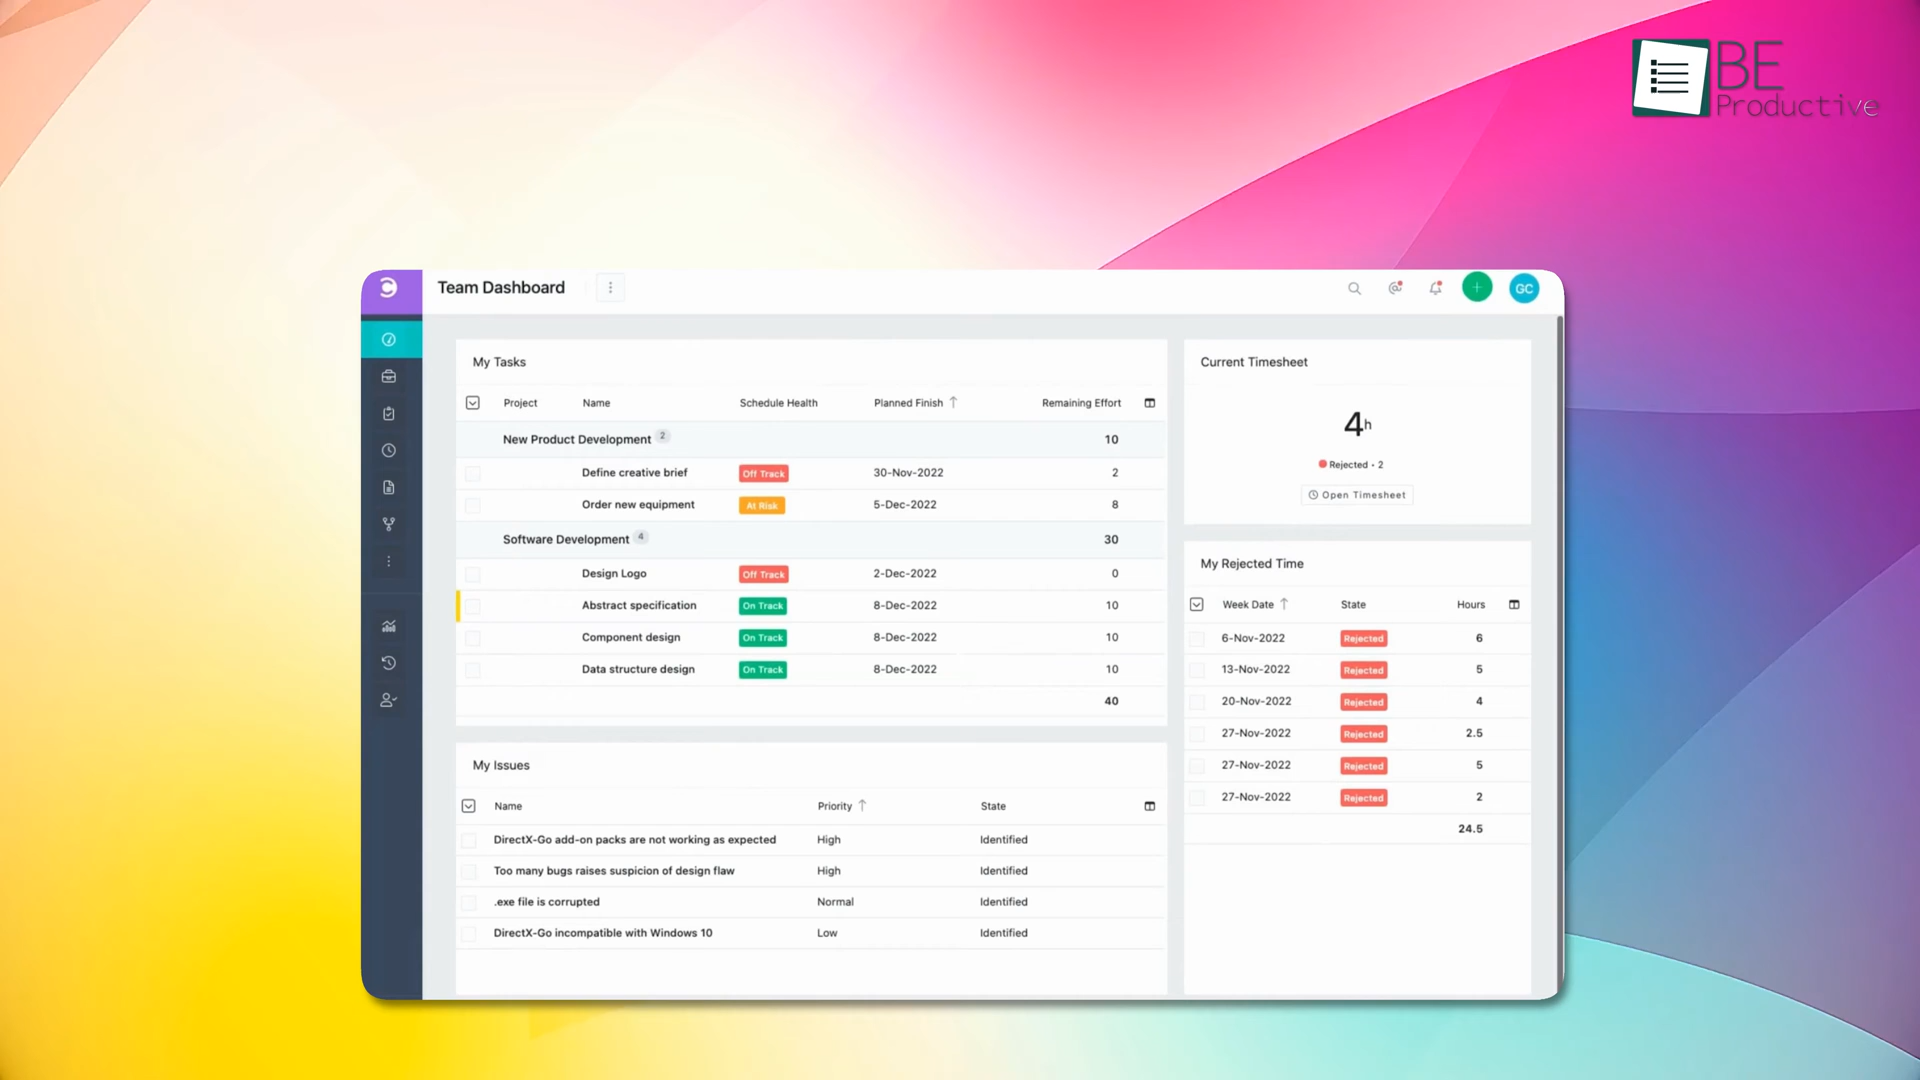 BE
Productive
Team Dashboard
GC
My Tasks
Project Name Schedule Health Planned Finish Remaining Effort
New Product Development 2 10
Define creative brief Off Track 30-Nov-2022 2
Order new equipment At Risk 5-Dec-2022 8
Software Development 4 30
Design Logo Off Track 2-Dec-2022 0
Abstract specification On Track 8-Dec-2022 10
Component design On Track 8-Dec-2022 10
Data structure design On Track 8-Dec-2022 10
40
My Issues
Name Priority State
DirectX-Go add-on packs are not working as expected High Identified
Too many bugs raises suspicion of design flaw High Identified
.exe file is corrupted Normal Identified
DirectX-Go incompatible with Windows 10 Low Identified
Current Timesheet
4h
Rejected • 2
Open Timesheet
My Rejected Time
Week Date State Hours
6-Nov-2022 Rejected 6
13-Nov-2022 Rejected 5
20-Nov-2022 Rejected 4
27-Nov-2022 Rejected 2.5
27-Nov-2022 Rejected 5
27-Nov-2022 Rejected 2
24.5